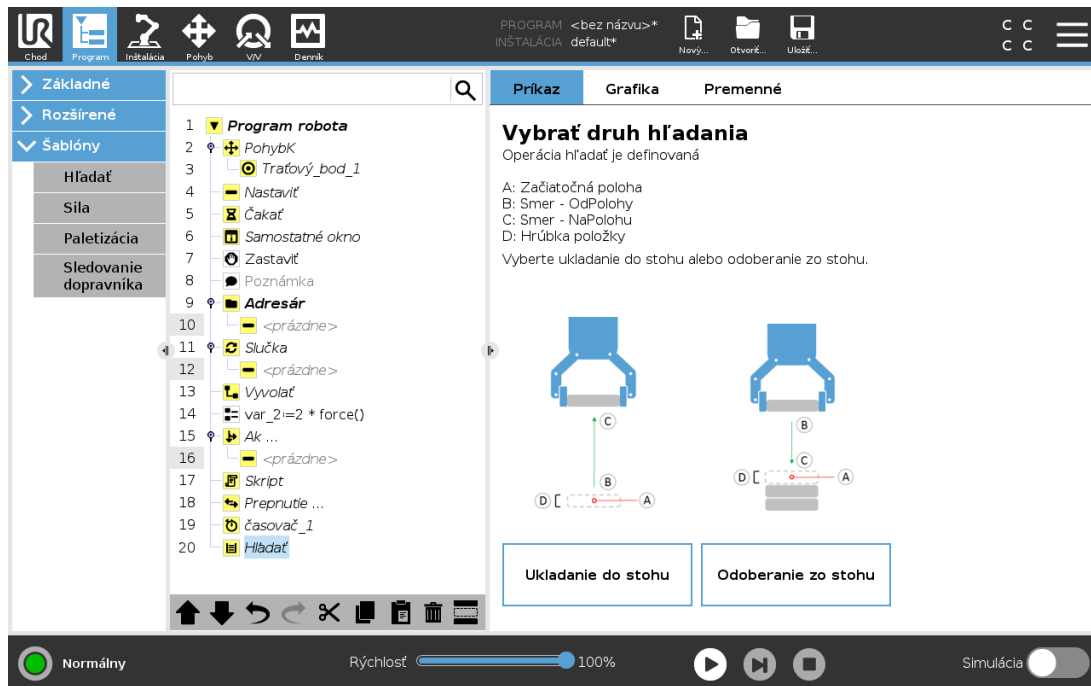 UR
Chod
Program
Inštalácia
Pohyb
V/V
Denník
PROGRAM <bez názvu>*
INŠTALÁCIA default*
Nový...
Otvoriť...
Uložiť...
C C
C C
Základné
Rozšírené
Šablóny
Hľadať
Sila
Paletizácia
Sledovanie
dopravníka
1 Program robota
2 PohybK
3 Traťový_bod_1
4 Nastaviť
5 Čakať
6 Samostatné okno
7 Zastaviť
8 Poznámka
9 Adresár
10 <prázdne>
11 Slučka
12 <prázdne>
13 Vyvolať
14 var_2:=2 * force()
15 Ak ...
16 <prázdne>
17 Skript
18 Prepnutie ...
19 časovač_1
20 Hľadať
Príkaz
Grafika
Premenné
Vybrať druh hľadania
Operácia hľadať je definovaná
A: Začiatočná poloha
B: Smer - OdPolohy
C: Smer - NaPolohu
D: Hrúbka položky
Vyberte ukladanie do stohu alebo odoberanie zo stohu.
C
B
D
A
B
C
D
A
Ukladanie do stohu
Odoberanie zo stohu
Normálny
Rýchlosť
100%
Simulácia